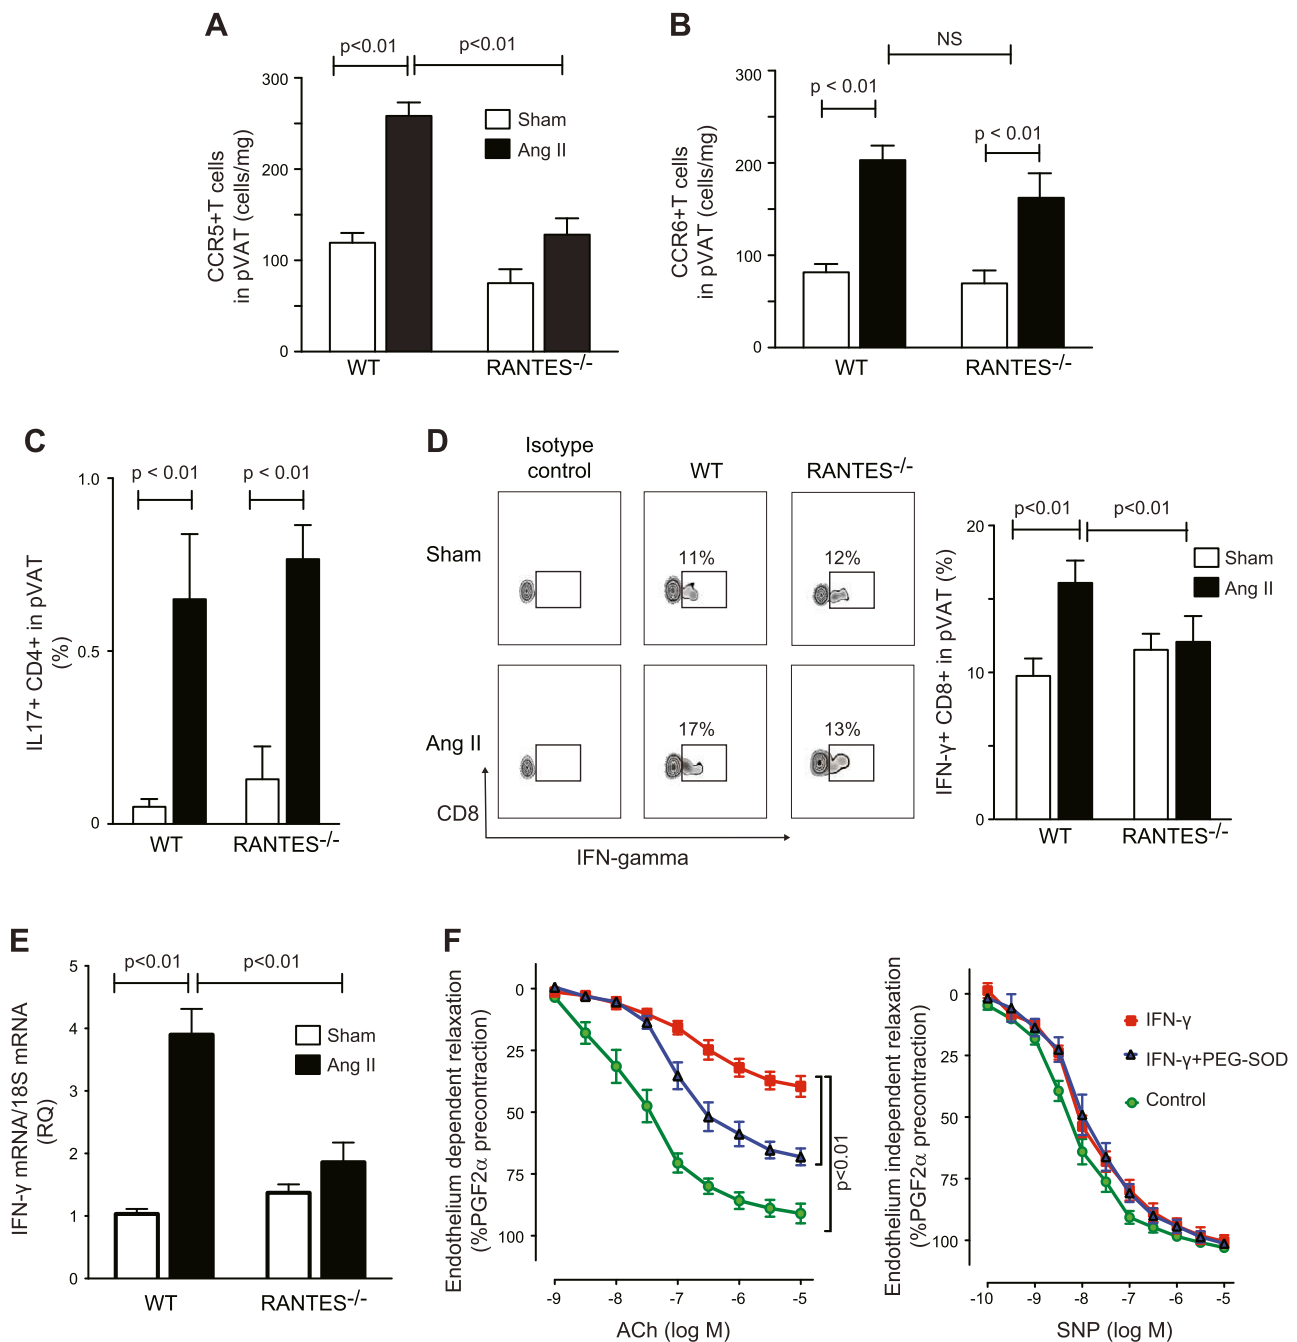 A
p<0.01
p<0.01
300
200
100
0
CCR5+T cells
in pVAT (cells/mg)
Sham
Ang II
WT
RANTES-/-
B
NS
p < 0.01
p < 0.01
300
200
100
0
CCR6+T cells
in pVAT (cells/mg)
WT
RANTES-/-
C
p < 0.01
p < 0.01
1.0
0.5
0
IL17+ CD4+ in pVAT
(%)
WT
RANTES-/-
D
Isotype
control
WT
RANTES-/-
Sham
11%
12%
Ang II
17%
13%
CD8
IFN-gamma
p<0.01
p<0.01
20
10
0
IFN-γ+ CD8+ in pVAT (%)
Sham
Ang II
WT
RANTES-/-
E
p<0.01
p<0.01
5
4
3
2
1
0
IFN-γ mRNA/18S mRNA
(RQ)
Sham
Ang II
WT
RANTES-/-
F
Endothelium dependent relaxation
(%PGF2α precontraction)
0
25
50
75
100
p<0.01
-9
-8
-7
-6
-5
ACh (log M)
Endothelium independent relaxation
(%PGF2α precontraction)
0
25
50
75
100
IFN-γ
IFN-γ+PEG-SOD
Control
-10
-9
-8
-7
-6
-5
SNP (log M)